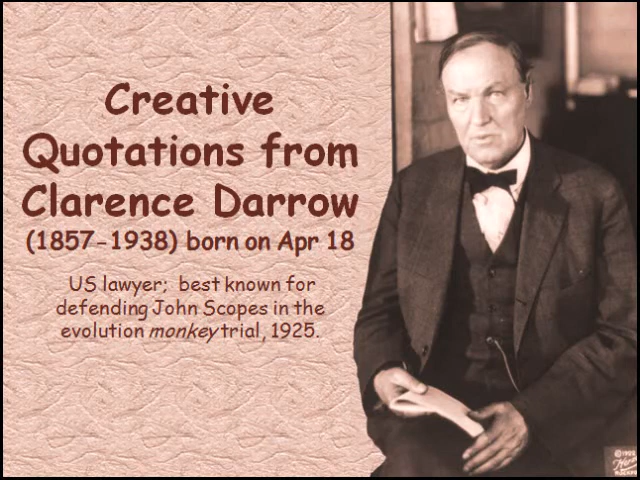 Creative
Quotations from
Clarence Darrow
(1857-1938) born on Apr 18
US lawyer;  best known for
defending John Scopes in the
evolution monkey trial, 1925.